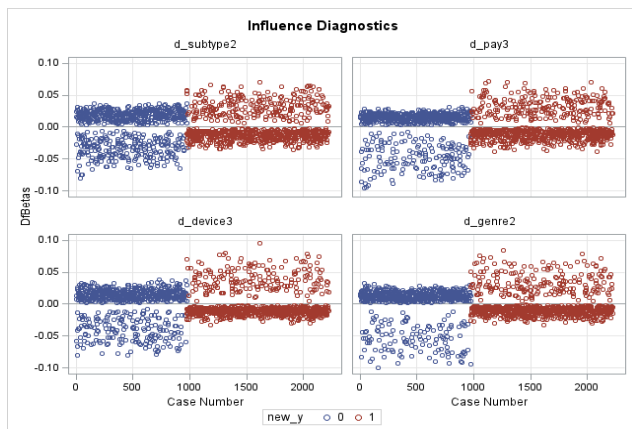 Influence Diagnostics
d_subtype2 d_pay3
0.10
0.05
0.00
-0.05
-0.10
DfBetas
d_device3 d_genre2
0.10
0.05
0.00
-0.05
-0.10
0 500 1000 1500 2000 0 500 1000 1500 2000
Case Number Case Number
new_y 0 1